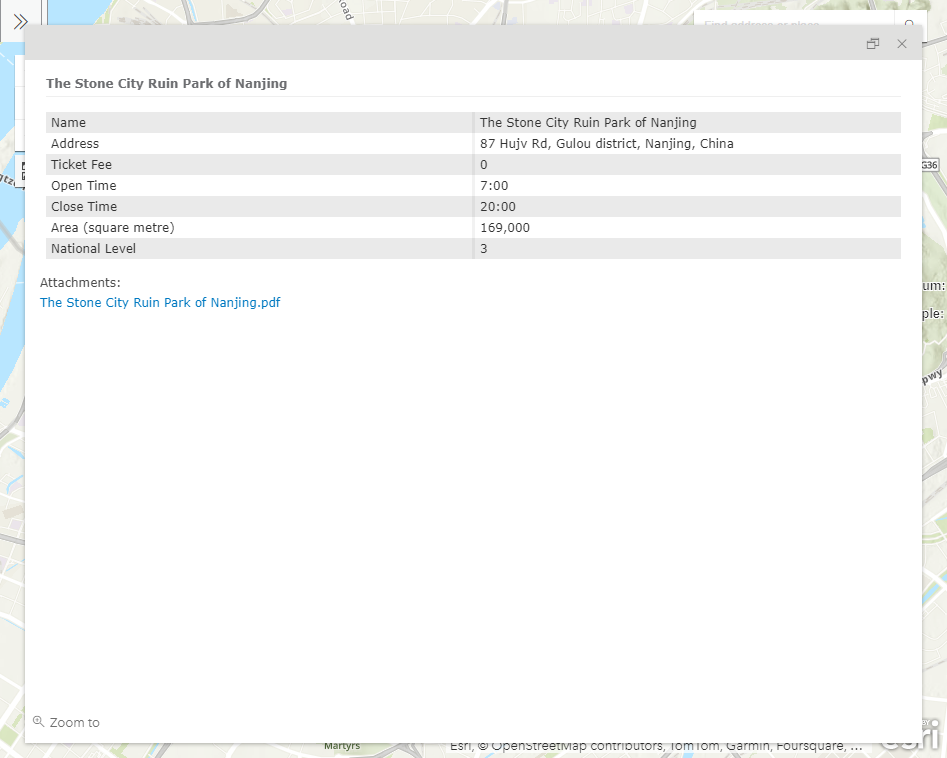 Road
Find address or place
The Stone City Ruin Park of Nanjing
Name The Stone City Ruin Park of Nanjing
Address 87 Hujv Rd, Gulou district, Nanjing, China
Ticket Fee 0
G36
Open Time 7:00
Close Time 20:00
Area (square metre) 169,000
National Level 3
Attachments:
um:
The Stone City Ruin Park of Nanjing.pdf
ple:
pwy
Zoom to
Martyrs
Esri, © OpenStreetMap contributors, TomTom, Garmin, Foursquare, ...
BY
esri